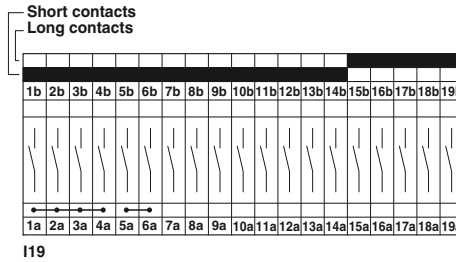 Short contacts
Long contacts
1b 2b 3b 4b 5b 6b 7b 8b 9b 10b 11b 12b 13b 14b 15b 16b 17b 18b 19b
1a 2a 3a 4a 5a 6a 7a 8a 9a 10a 11a 12a 13a 14a 15a 16a 17a 18a 19a
I19